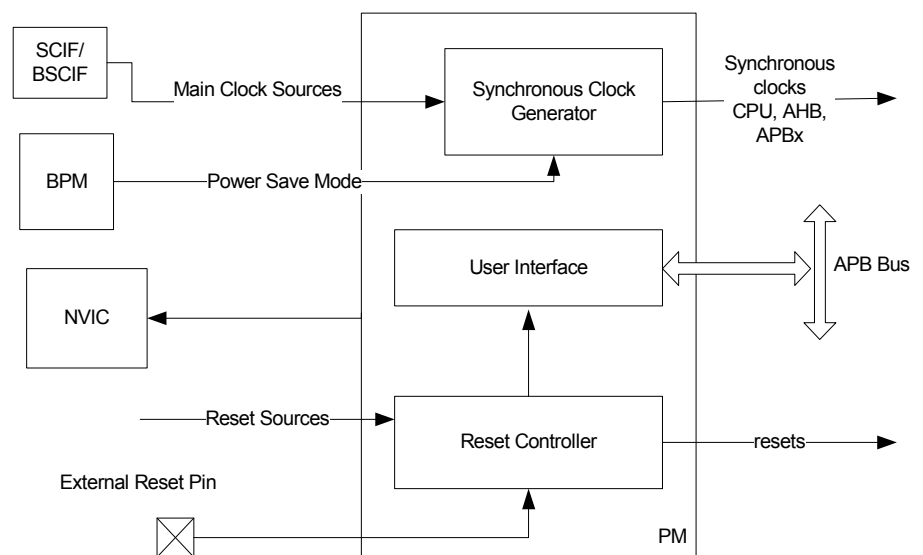 SCIF/
BSCIF
Main Clock Sources
Synchronous Clock
Generator
Synchronous
clocks
CPU, AHB,
APBx
BPM
Power Save Mode
User Interface
APB Bus
NVIC
Reset Sources
Reset Controller
resets
External Reset Pin
PM